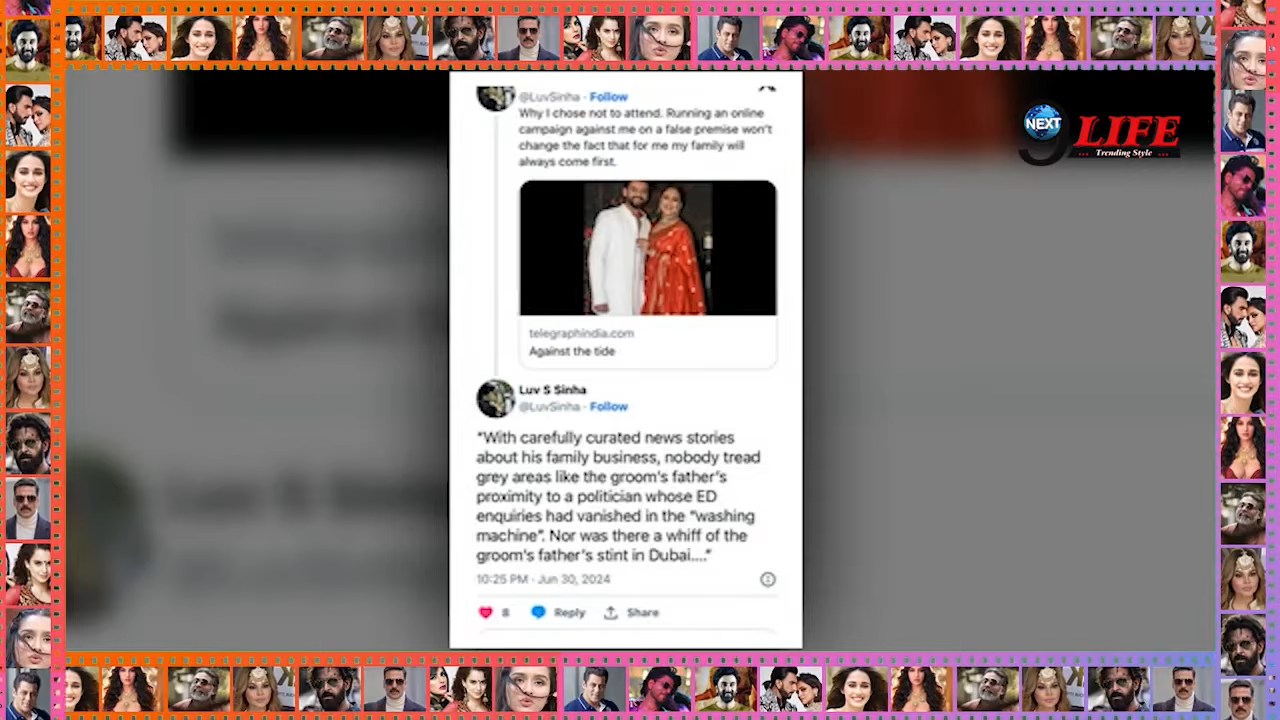 @LuvSinha · Follow
Why I chose not to attend. Running an online
campaign against me on a false premise won't
change the fact that for me my family will
always come first.
telegraphindia.com
Against the tide
Luv S Sinha
@LuvSinha · Follow
“With carefully curated news stories
about his family business, nobody tread
grey areas like the groom's father's
proximity to a politician whose ED
enquiries had vanished in the “washing
machine”. Nor was there a whiff of the
groom's father's stint in Dubai....”
10:25 PM · Jun 30, 2024
8 Reply Share
NEXT
9 LIFE
... Trending Style ...